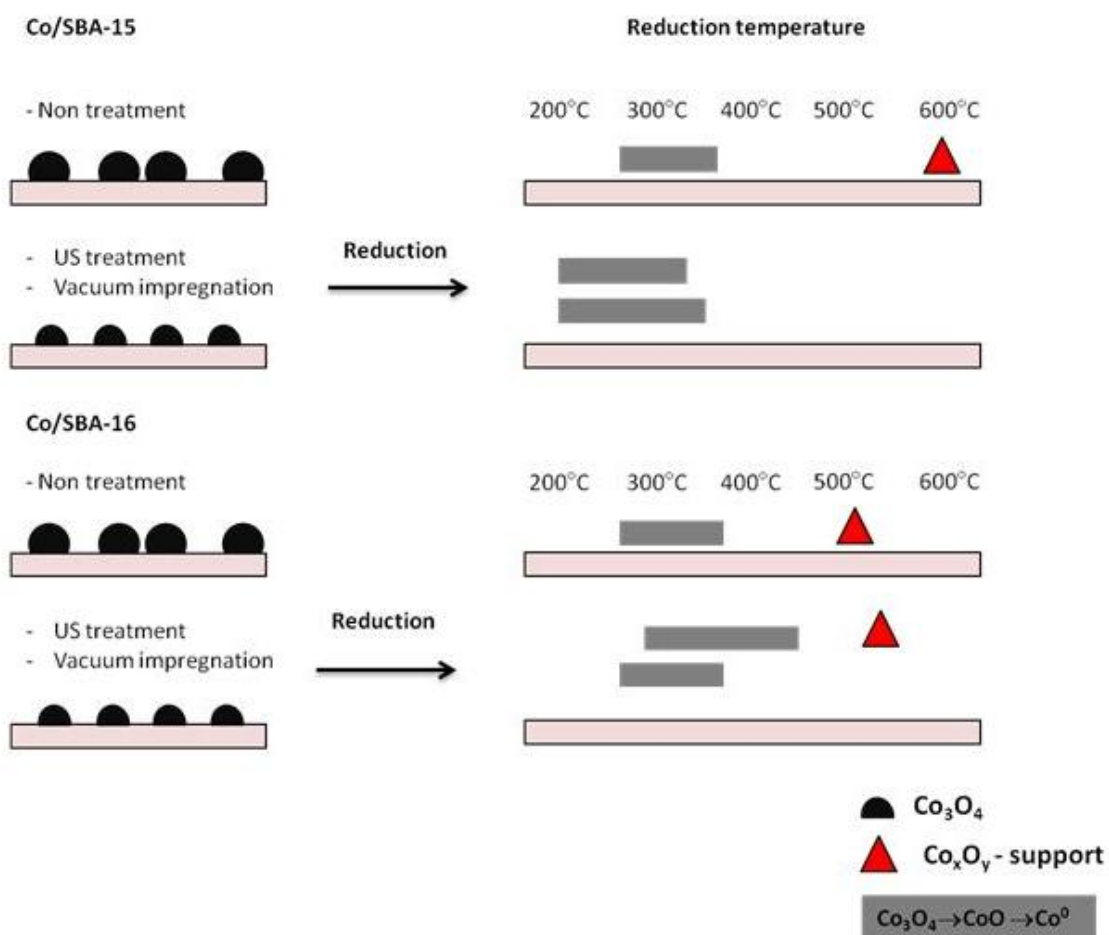 Co/SBA-15
Reduction temperature
- Non treatment
200°C 300°C 400°C 500°C 600°C
- US treatment
- Vacuum impregnation
Reduction
Co/SBA-16
- Non treatment
200°C 300°C 400°C 500°C 600°C
- US treatment
- Vacuum impregnation
Reduction
Co₃O₄
CoₓOᵧ - support
Co₃O₄→CoO →Co⁰